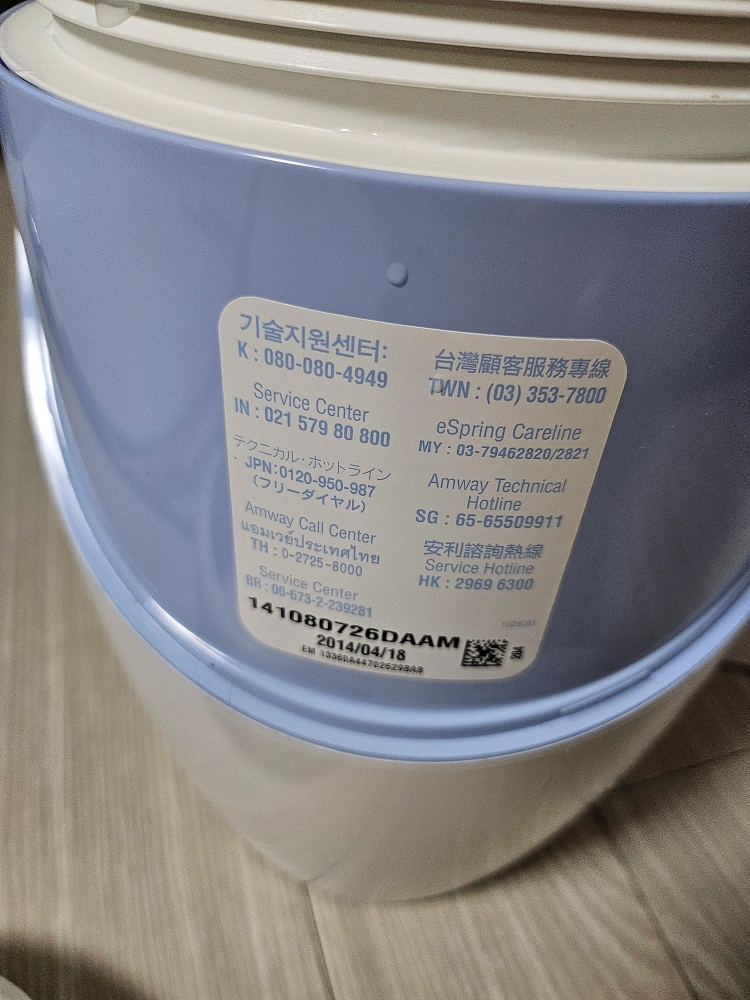 기술지원센터:
K : 080-080-4949
Service Center
IN : 021 579 80 800
テクニカル・ホットライン
JPN:0120-950-987
(フリーダイヤル)
Amway Call Center
แอมเวย์ประเทศไทย
TH : 0-2725-8000
Service Center
BR : 00-673-2-239281
台灣顧客服務專線
TWN : (03) 353-7800
eSpring Careline
MY : 03-79462820/2821
Amway Technical
Hotline
SG : 65-65509911
安利諮詢熱線
Service Hotline
HK : 2969 6300
141080726DAAM
2014/04/18